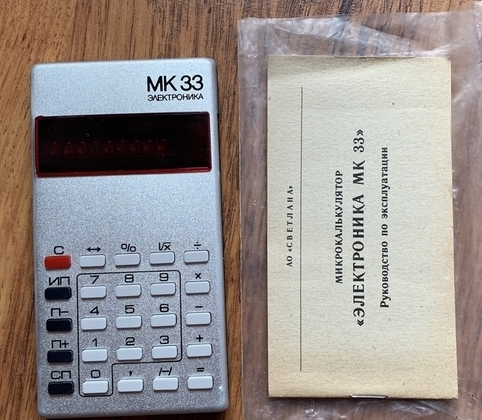 МК 33
ЭЛЕКТРОНИКА
С ↔ % 1/x ÷
ИП 7 8 9 ×
П− 4 5 6 −
П+ 1 2 3 +
СП 0 , /-/ =
АО «СВЕТЛАНА»
МИКРОКАЛЬКУЛЯТОР
«ЭЛЕКТРОНИКА МК 33»
Руководство по эксплуатации